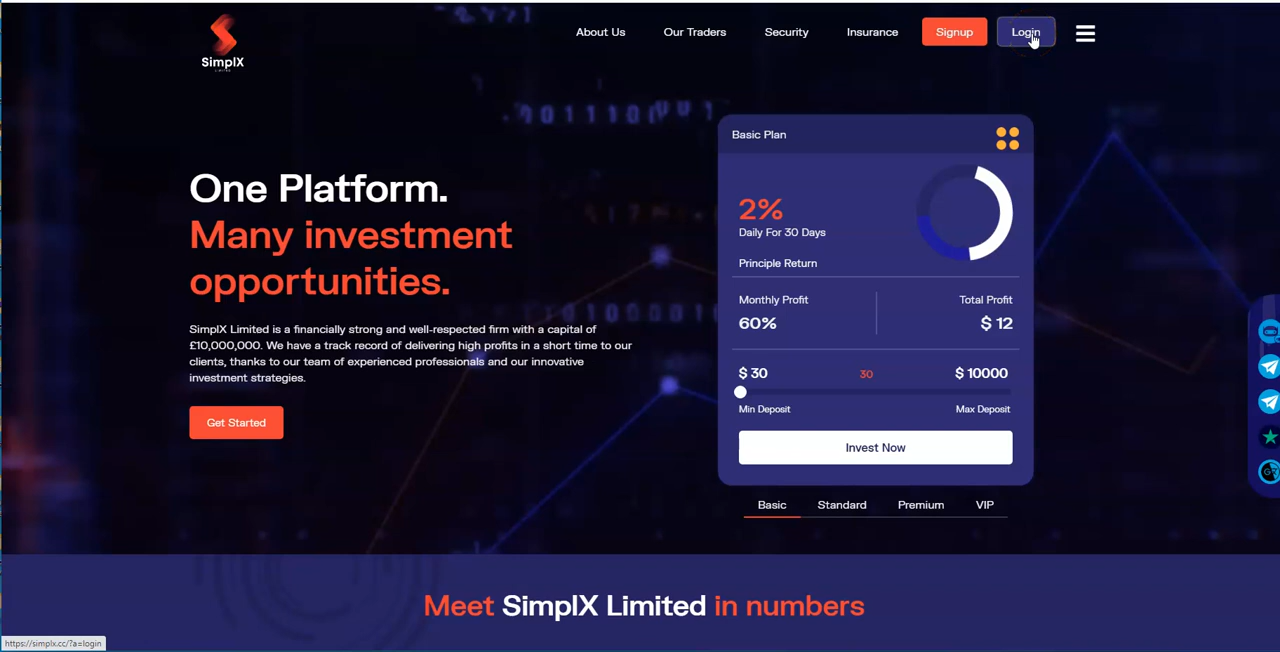 About Us
Our Traders
Security
Insurance
Signup
Login
SimplX
One Platform.
Many investment
opportunities.
SimplX Limited is a financially strong and well-respected firm with a capital of
£10,000,000. We have a track record of delivering high profits in a short time to our
clients, thanks to our team of experienced professionals and our innovative
investment strategies.
Get Started
Basic Plan
2%
Daily For 30 Days
Principle Return
Monthly Profit
Total Profit
60%
$ 12
$ 30
30
$ 10000
Min Deposit
Max Deposit
Invest Now
Basic
Standard
Premium
VIP
Meet SimplX Limited in numbers
https://simplx.cc/?a=login